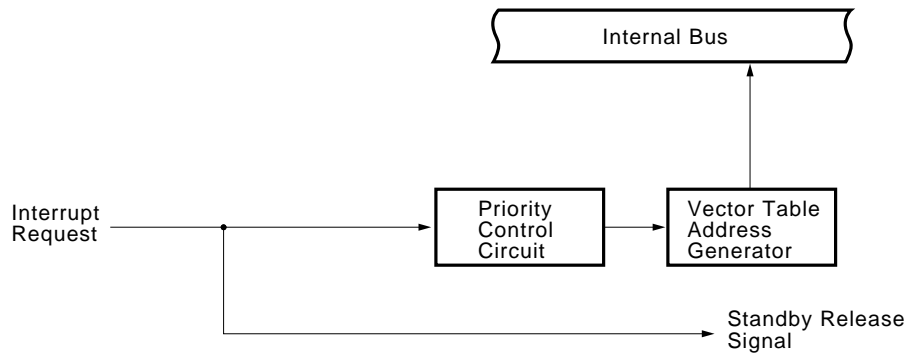 Internal Bus
Interrupt
Request
Priority
Control
Circuit
Vector Table
Address
Generator
Standby Release
Signal